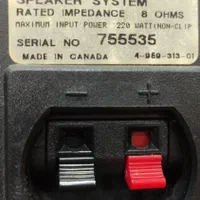 SPEAKER SYSTEM
RATED IMPEDANCE 8 OHMS
MAXIMUM INPUT POWER 220 WATT(NON-CLIP
SERIAL NO 755535
MADE IN CANADA 4-969-313-01
- +